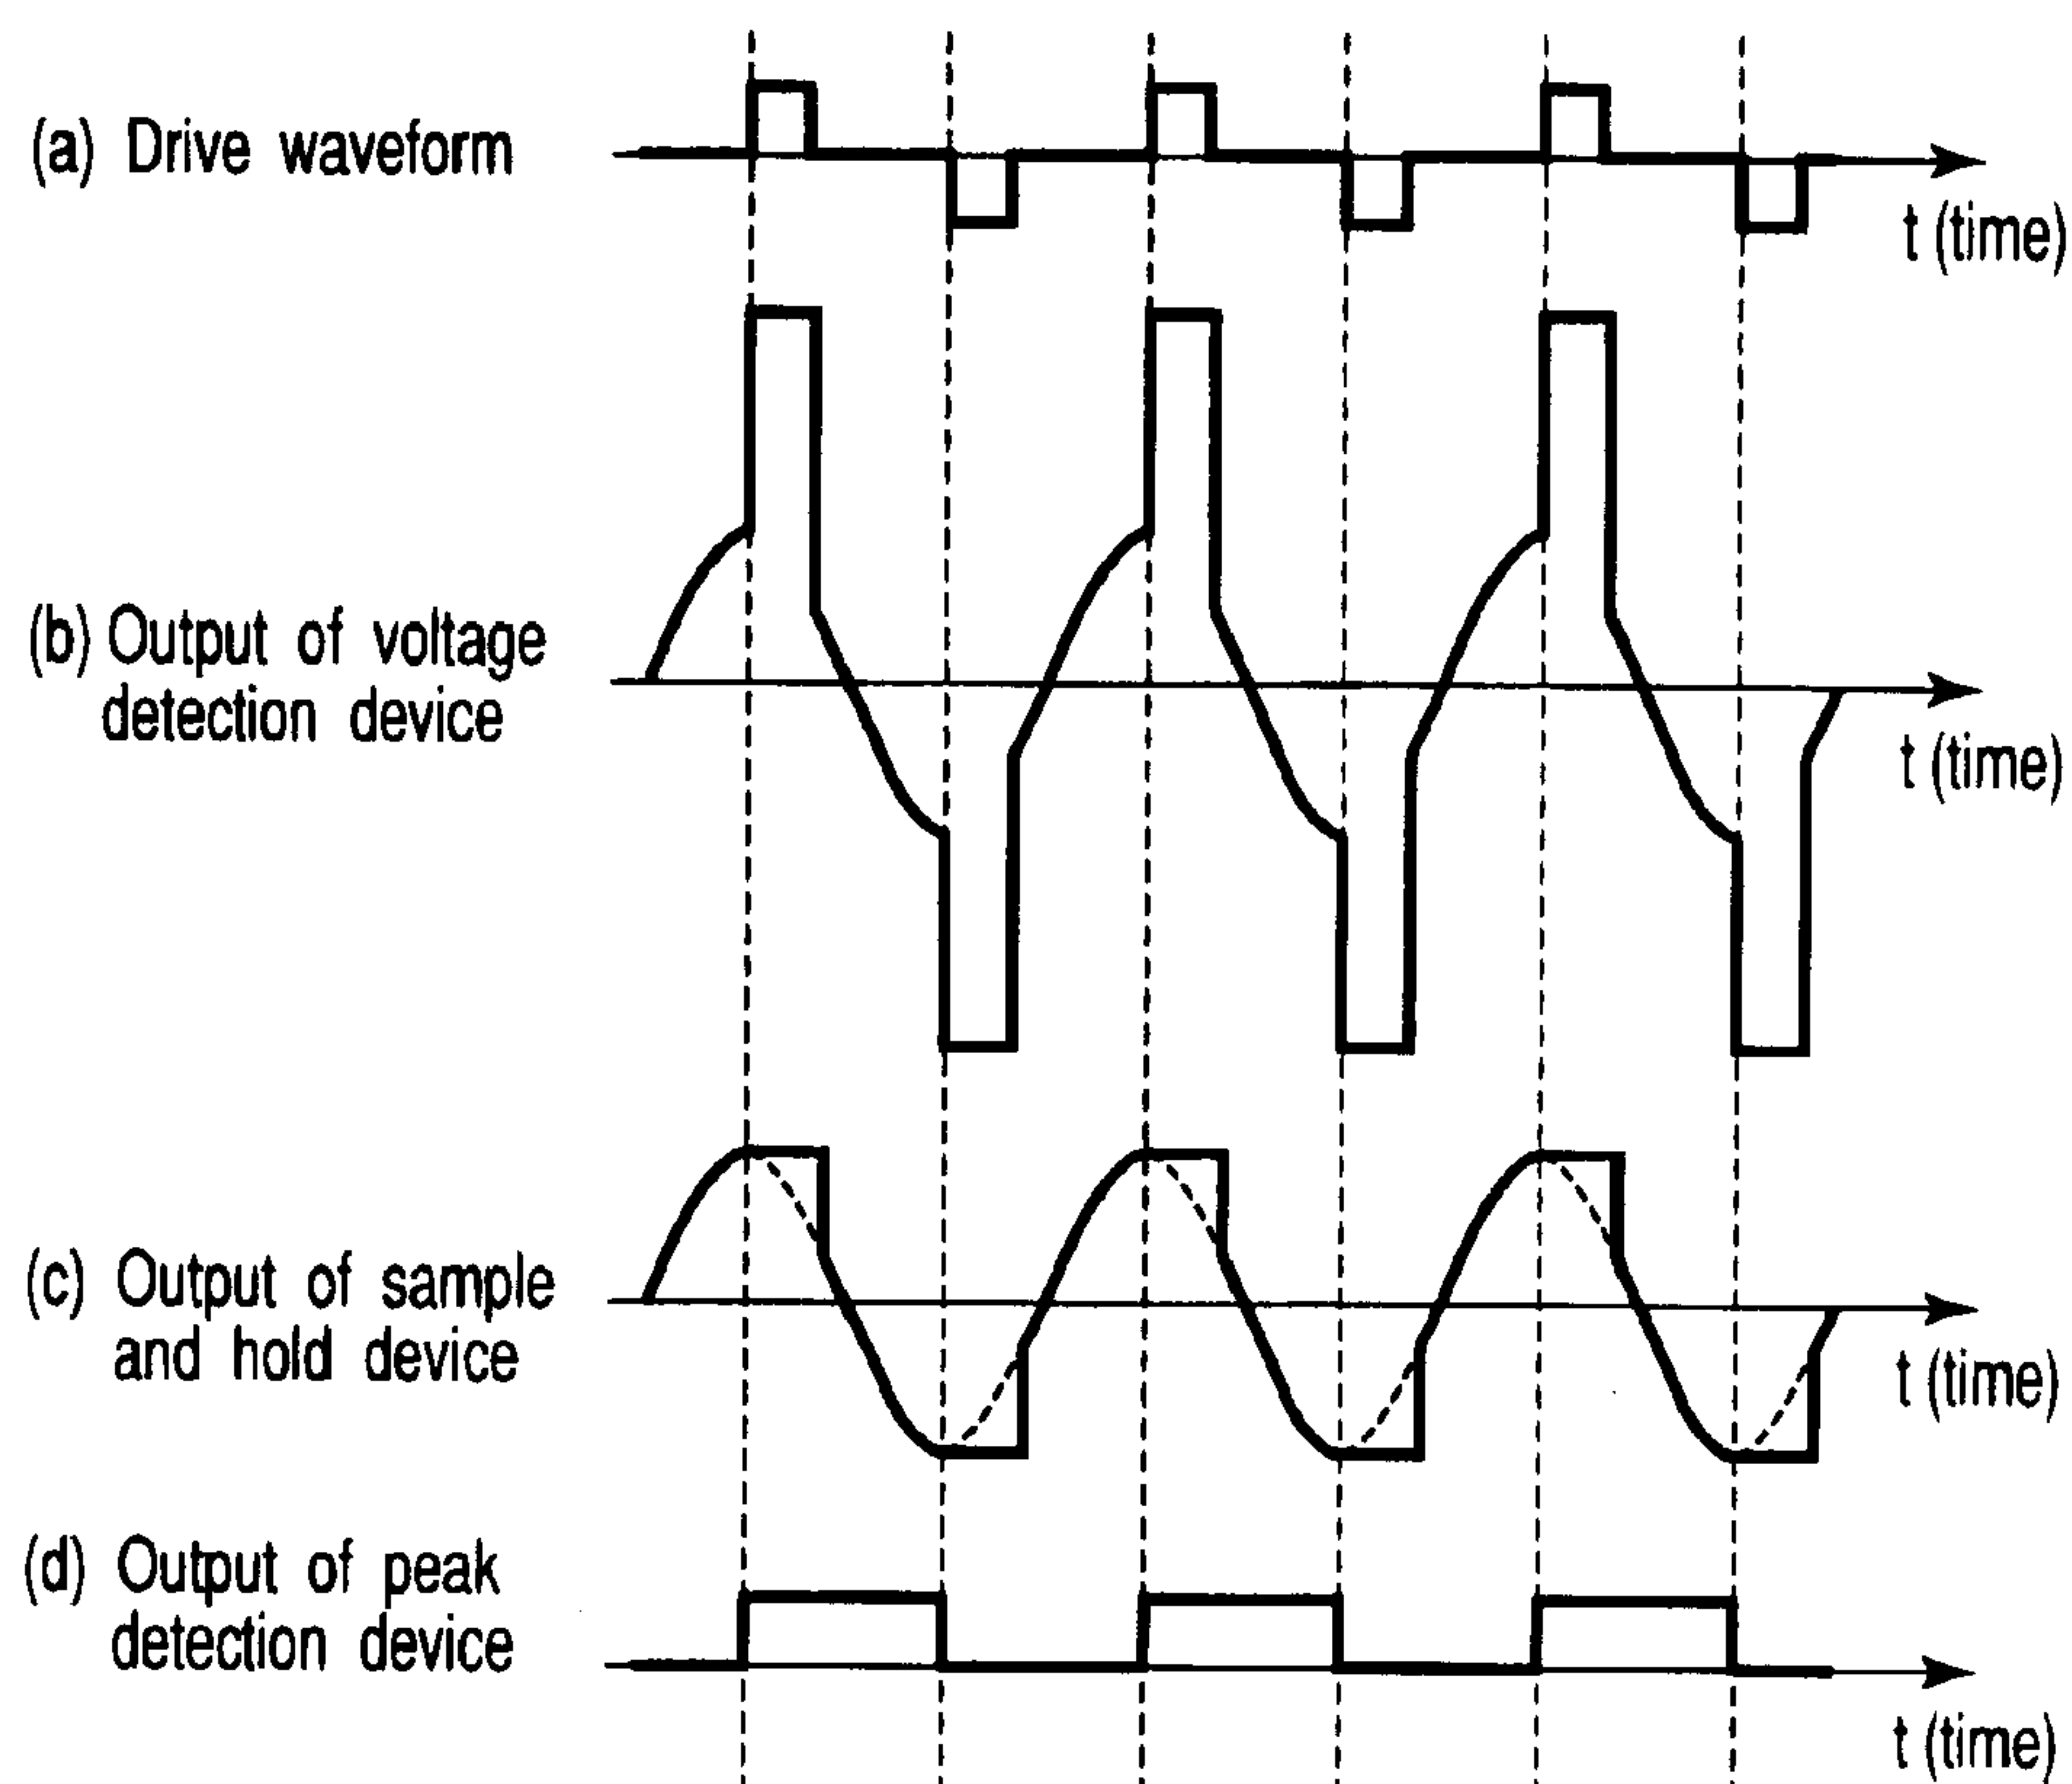 (a) Drive waveform
t (time)
(b) Output of voltage
detection device
t (time)
(c) Output of sample
and hold device
t (time)
(d) Output of peak
detection device
t (time)